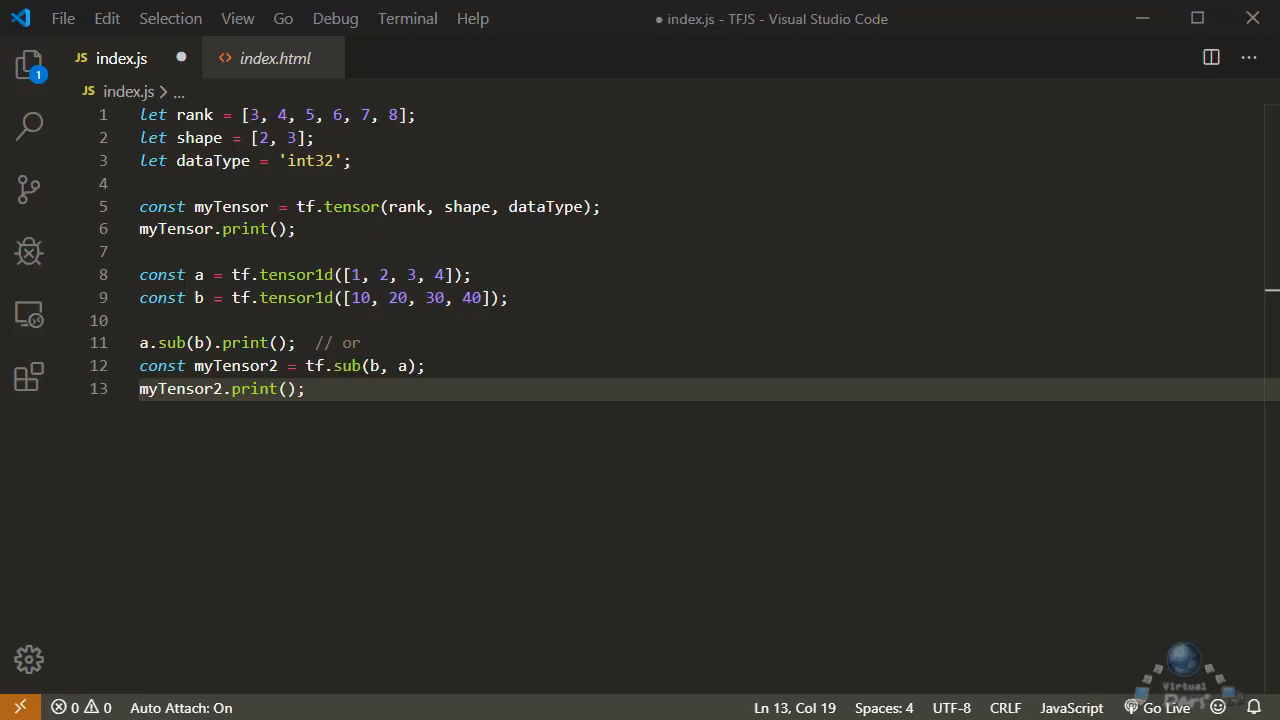 File Edit Selection View Go Debug Terminal Help ● index.js - TFJS - Visual Studio Code
JS index.js ● <> index.html
1
JS index.js > ...
1 let rank = [3, 4, 5, 6, 7, 8];
2 let shape = [2, 3];
3 let dataType = 'int32';
4
5 const myTensor = tf.tensor(rank, shape, dataType);
6 myTensor.print();
7
8 const a = tf.tensor1d([1, 2, 3, 4]);
9 const b = tf.tensor1d([10, 20, 30, 40]);
10
11 a.sub(b).print(); // or
12 const myTensor2 = tf.sub(b, a);
13 myTensor2.print();
Virtual
Pars
0 0 Auto Attach: On Ln 13, Col 19 Spaces: 4 UTF-8 CRLF JavaScript Go Live